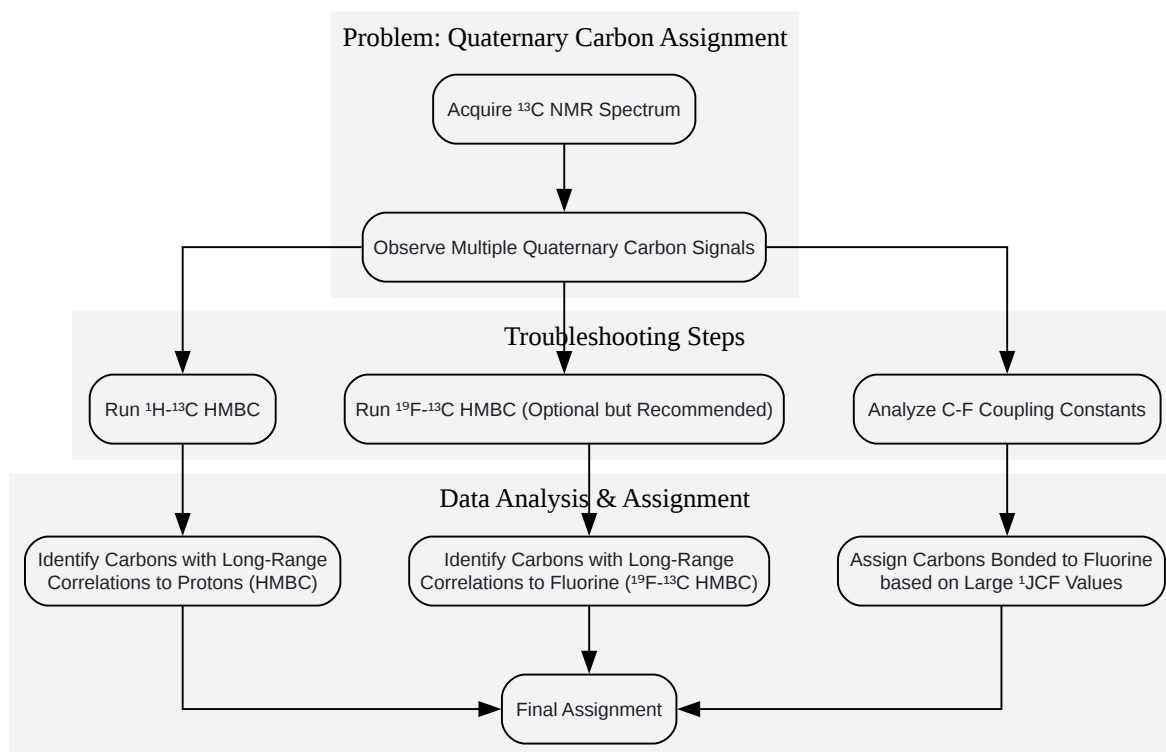 Problem: Quaternary Carbon Assignment
Acquire ¹³C NMR Spectrum
Observe Multiple Quaternary Carbon Signals
Troubleshooting Steps
Run ¹H-¹³C HMBC
Run ¹⁹F-¹³C HMBC (Optional but Recommended)
Analyze C-F Coupling Constants
Data Analysis & Assignment
Identify Carbons with Long-Range
Correlations to Protons (HMBC)
Identify Carbons with Long-Range
Correlations to Fluorine (¹⁹F-¹³C HMBC)
Assign Carbons Bonded to Fluorine
based on Large ¹JCF Values
Final Assignment